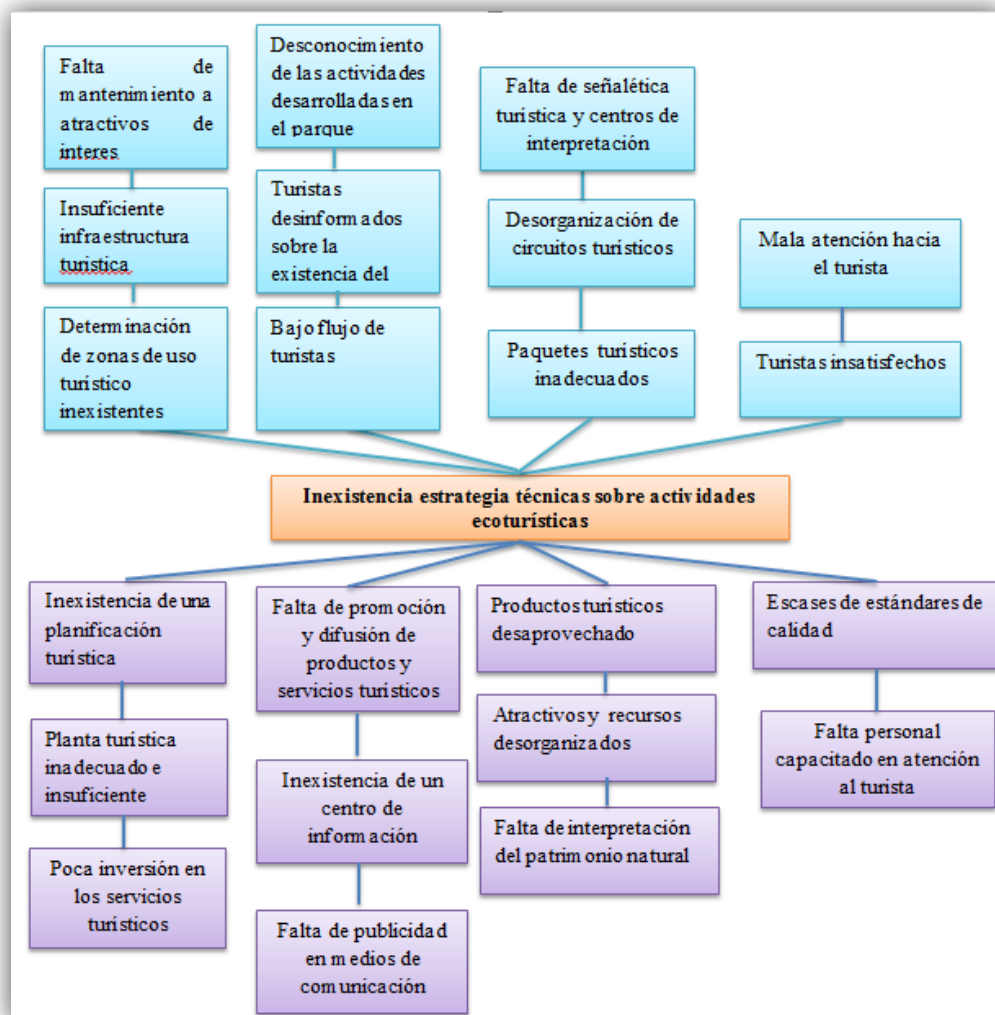 Falta de
mantenimiento a
atractivos de
interes
Insuficiente
infraestructura
turistica
Determinación
de zonas de uso
turístico
inexistentes
Desconocimiento
de las actividades
desarrolladas en
el parque
Turistas
desinformados
sobre la
existencia del
Bajo flujo de
turistas
Falta de señalética
turística y centros de
interpretación
Desorganización de
circuitos turísticos
Paquetes turísticos
inadecuados
Mala atención hacia
el turista
Turistas insatisfechos
Inexistencia estrategia técnicas sobre actividades
ecoturísticas
Inexistencia de una
planificación
turística
Planta turística
inadecuado e
insuficiente
Poca inversión en
los servicios
turísticos
Falta de promoción
y difusión de
productos y
servicios turísticos
Inexistencia de un
centro de
información
Falta de publicidad
en medios de
comunicación
Productos turísticos
desaprovechado
Atractivos y recursos
desorganizados
Falta de interpretación
del patrimonio natural
Escases de estándares de
calidad
Falta personal
capacitado en atención
al turista